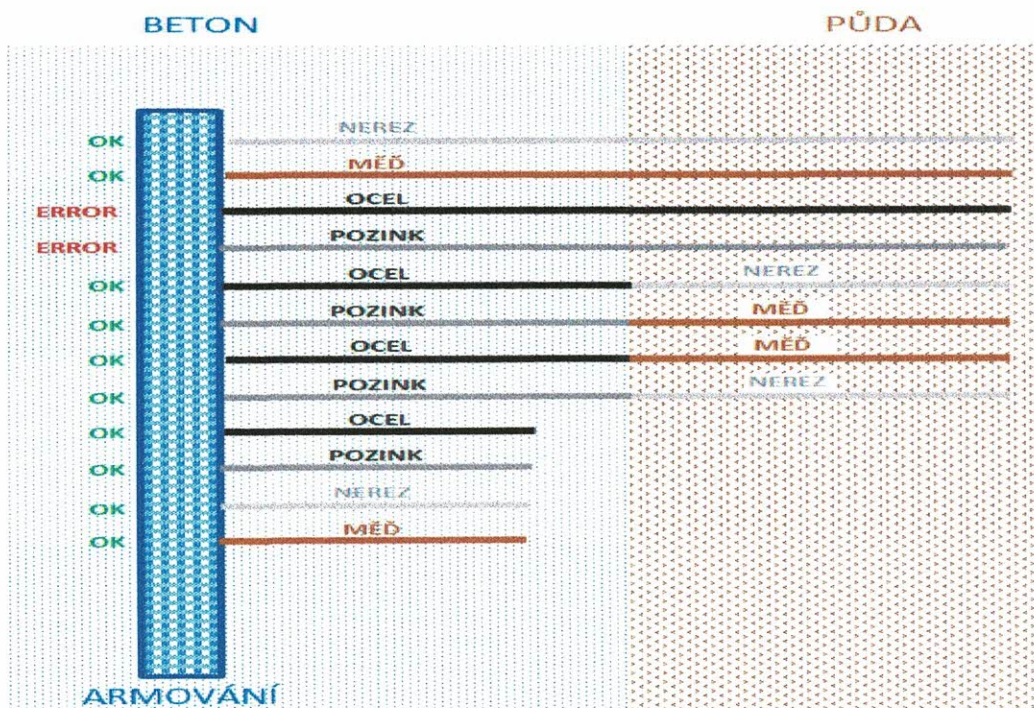 BETON PŮDA
OK NEREZ
OK MĚĎ
ERROR OCEL
ERROR POZINK
OK OCEL NEREZ
OK POZINK MĚĎ
OK OCEL MĚĎ
OK POZINK NEREZ
OK OCEL
OK POZINK
OK NEREZ
OK MĚĎ
ARMOVÁNÍ